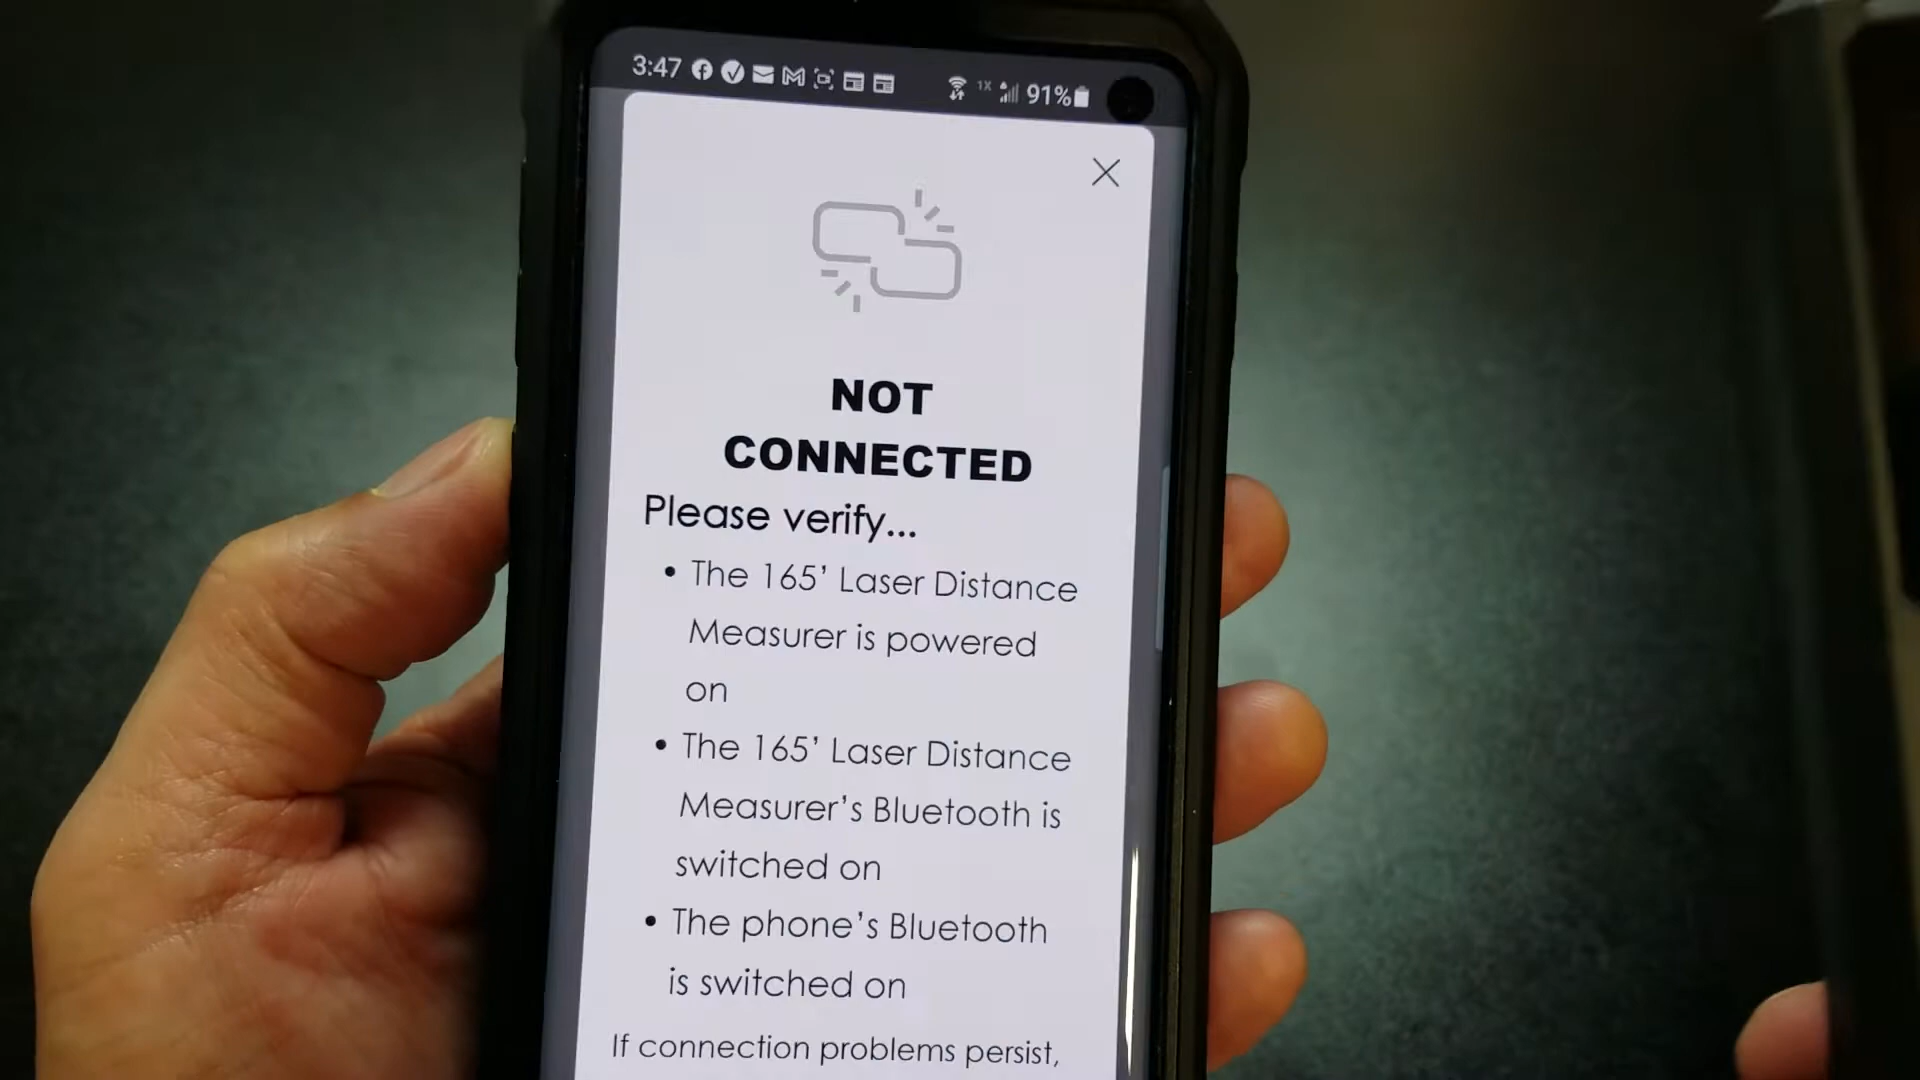 3:47 1X 91%
NOT
CONNECTED
Please verify...
• The 165’ Laser Distance
Measurer is powered
on
• The 165’ Laser Distance
Measurer’s Bluetooth is
switched on
• The phone’s Bluetooth
is switched on
If connection problems persist,